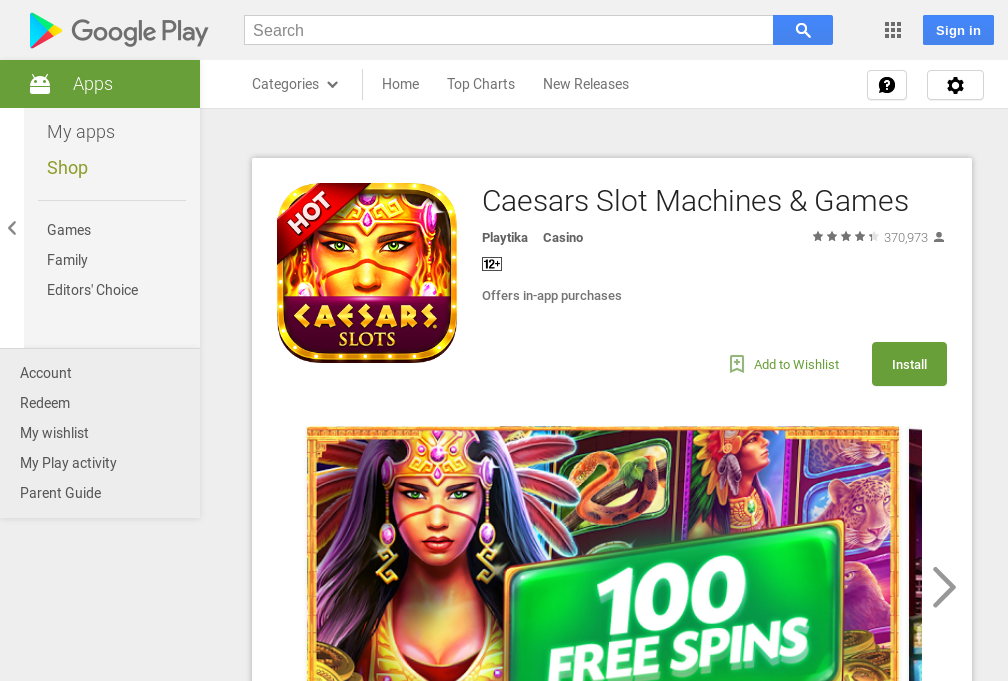 Google Play
Search
Sign in
Apps
Categories
Home
Top Charts
New Releases
My apps
Shop
Games
Family
Editors' Choice
Account
Redeem
My wishlist
My Play activity
Parent Guide
HOT
CAESARS
SLOTS
Caesars Slot Machines & Games
Playtika Casino
370,973
12+
Offers in-app purchases
Add to Wishlist
Install
100
FREE SPINS